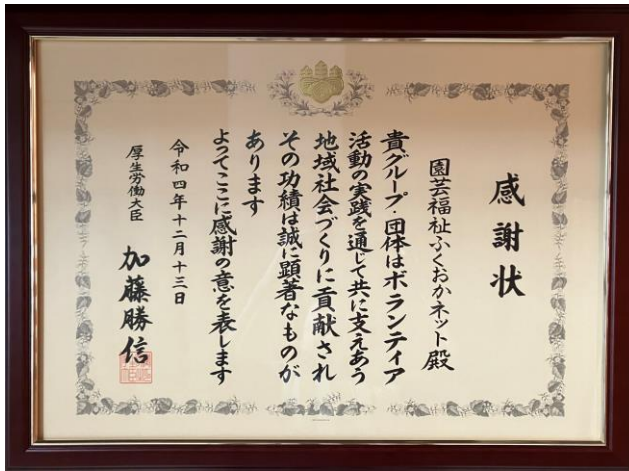 感謝状
園芸福祉ふくおかネット殿
貴グループ・団体はボランティア
活動の実践を通じて共に支えあう
地域社会づくりに貢献され
その功績は誠に顕著なものが
あります
よってここに感謝の意を表します
令和四年十二月十三日
厚生労働大臣 加藤勝信